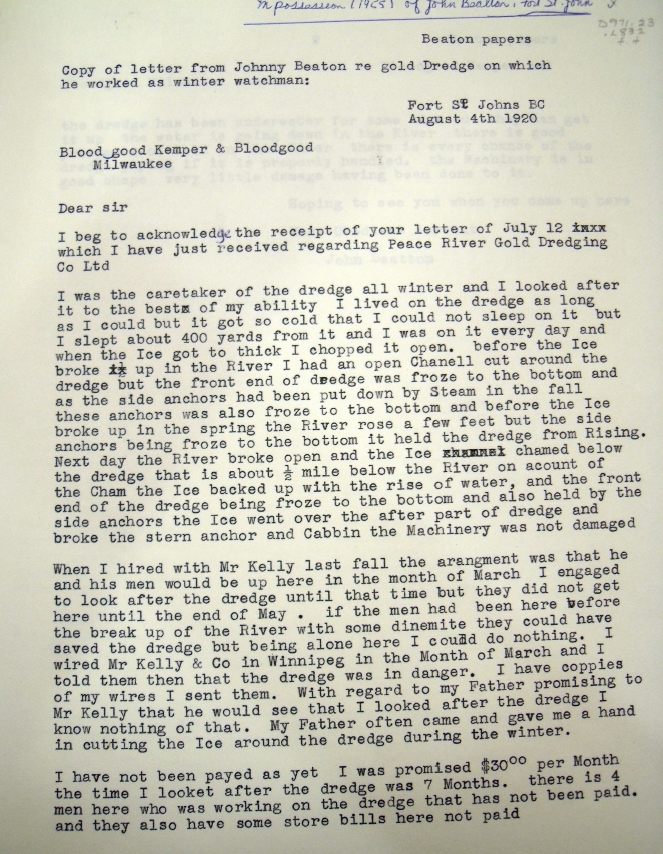 in possession (1965) of John Beatton, Fort St. John
D971.23
Beaton papers
Copy of letter from Johnny Beaton re gold Dredge on which
he worked as winter watchman:
Fort St Johns BC
August 4th 1920
Blood good Kemper & Bloodgood
Milwaukee
Dear sir
I beg to acknowledge the receipt of your letter of July 12
which I have just received regarding Peace River Gold Dredging
Co Ltd
I was the caretaker of the dredge all winter and I looked after
it to the best of my ability I lived on the dredge as long
as I could but it got so cold that I could not sleep on it but
I slept about 400 yards from it and I was on it every day and
when the Ice got to thick I chopped it open. before the Ice
broke up in the River I had an open Chanell cut around the
dredge but the front end of dredge was froze to the bottom and
as the side anchors had been put down by Steam in the fall
these anchors was also froze to the bottom and before the Ice
broke up in the spring the River rose a few feet but the side
anchors being froze to the bottom it held the dredge from Rising.
Next day the River broke open and the Ice chamed below
the dredge that is about ½ mile below the River on acount of
the Cham the Ice backed up with the rise of water, and the front
end of the dredge being froze to the bottom and also held by the
side anchors the Ice went over the after part of dredge and
broke the stern anchor and Cabbin the Machinery was not damaged
When I hired with Mr Kelly last fall the arangment was that he
and his men would be up here in the month of March I engaged
to look after the dredge until that time but they did not get
here until the end of May . if the men had been here before
the break up of the River with some dinemite they could have
saved the dredge but being alone here I could do nothing. I
wired Mr Kelly & Co in Winnipeg in the Month of March and I
told them then that the dredge was in danger. I have coppies
of my wires I sent them. With regard to my Father promising to
Mr Kelly that he would see that I looked after the dredge I
know nothing of that. My Father often came and gave me a hand
in cutting the Ice around the dredge during the winter.
I have not been payed as yet I was promised $30⁰⁰ per Month
the time I looket after the dredge was 7 Months. there is 4
men here who was working on the dredge that has not been paid.
and they also have some store bills here not paid